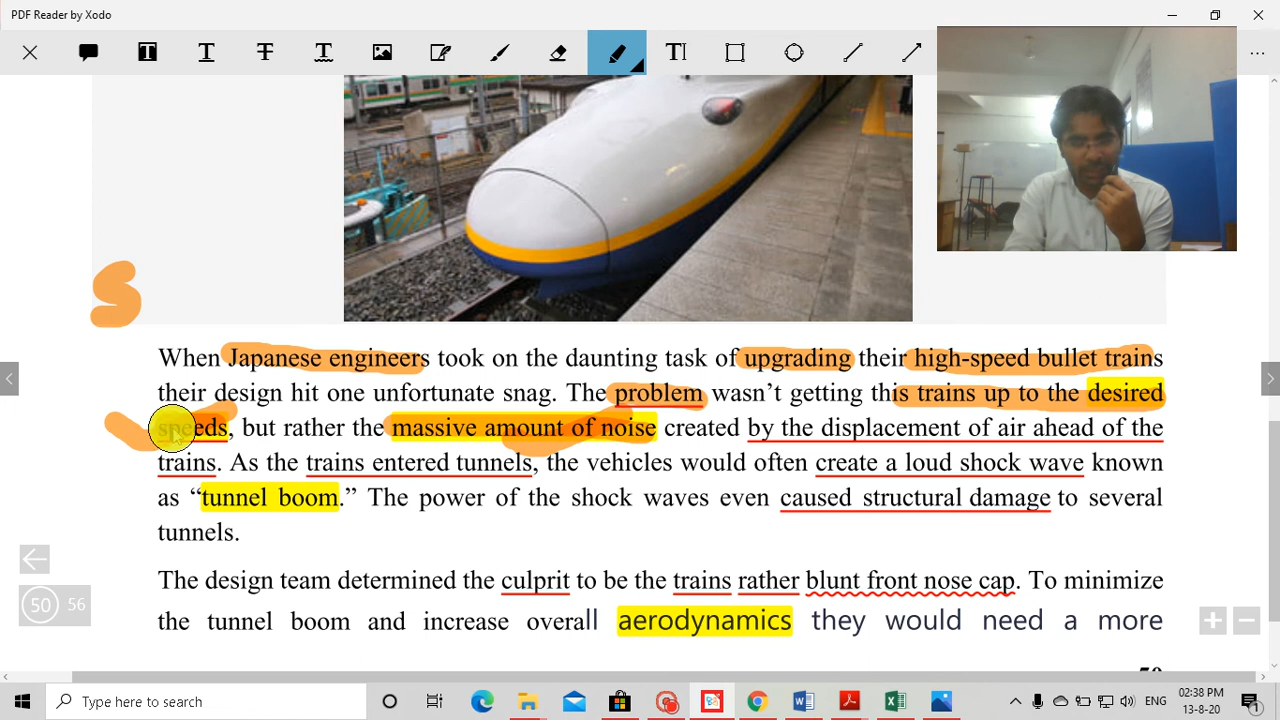 PDF Reader by Xodo
T T T T TI
S
When Japanese engineers took on the daunting task of upgrading their high-speed bullet trains
their design hit one unfortunate snag. The problem wasn't getting this trains up to the desired
speeds, but rather the massive amount of noise created by the displacement of air ahead of the
trains. As the trains entered tunnels, the vehicles would often create a loud shock wave known
as “tunnel boom.” The power of the shock waves even caused structural damage to several
tunnels.
The design team determined the culprit to be the trains rather blunt front nose cap. To minimize
the tunnel boom and increase overall aerodynamics they would need a more
50 56
Type here to search
ENG
02:38 PM
13-8-20